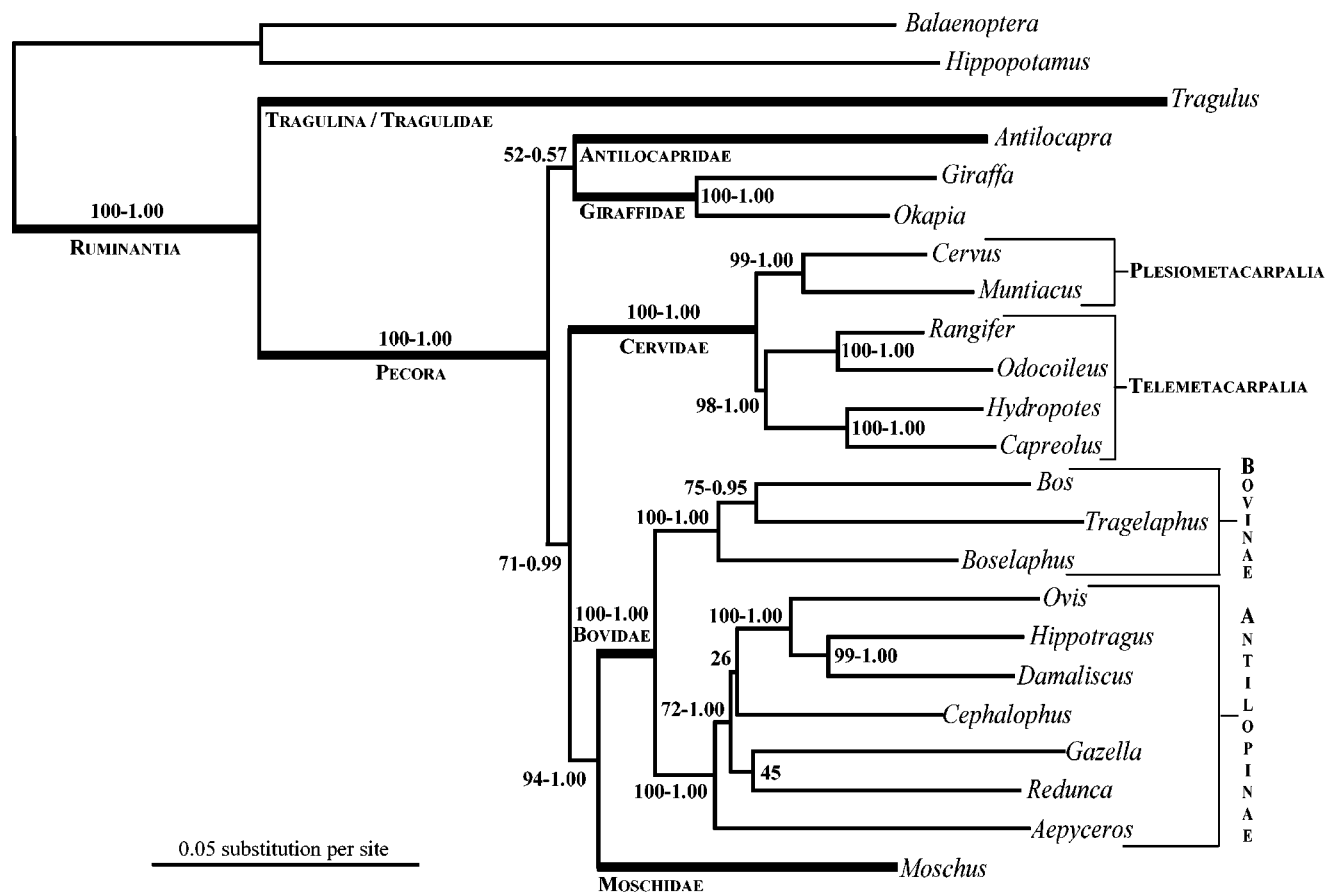 Balaenoptera
Hippopotamus
Tragulus
TRAGULINA / TRAGULIDAE
Antilocapra
52-0.57
ANTILOCAPRIDAE
Giraffa
100-1.00
GIRAFFIDAE
Okapia
100-1.00
RUMINANTIA
Cervus
99-1.00
PLESIOMETACARPALIA
Muntiacus
100-1.00
CERVIDAE
Rangifer
100-1.00
Odocoileus
TELEMETACARPALIA
98-1.00
Hydropotes
100-1.00
Capreolus
100-1.00
PECORA
Bos
75-0.95
Tragelaphus
100-1.00
Boselaphus
BOVINAE
71-0.99
Ovis
100-1.00
100-1.00
BOVIDAE
Hippotragus
99-1.00
Damaliscus
26
Cephalophus
72-1.00
Gazella
45
Redunca
94-1.00
100-1.00
Aepyceros
ANTILOPINAE
Moschus
MOSCHIDAE
0.05 substitution per site